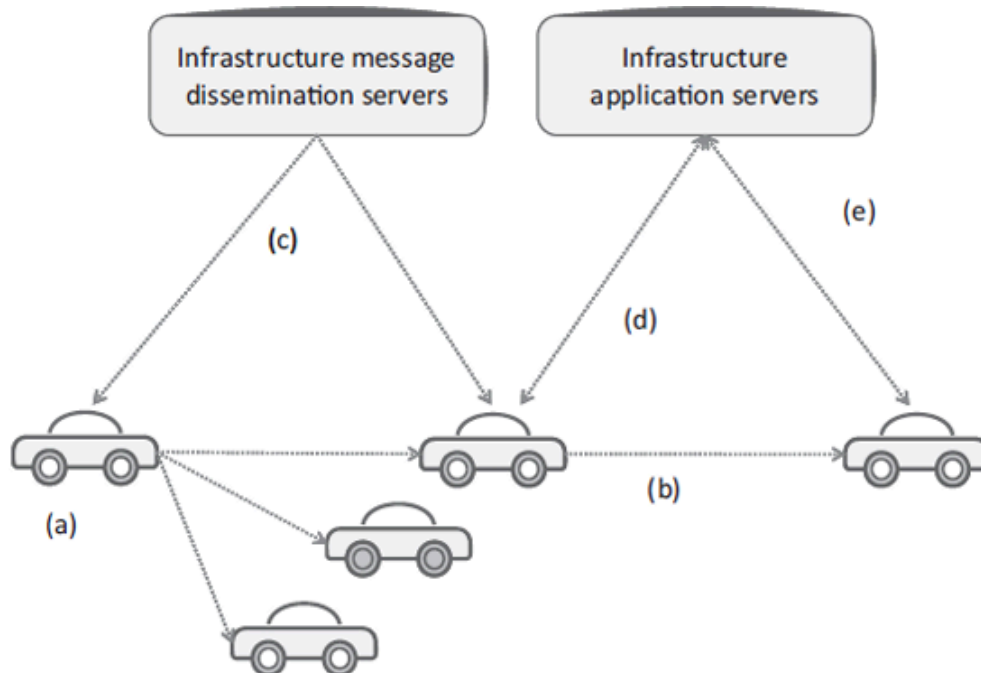 Infrastructure message
dissemination servers
Infrastructure
application servers
(c)
(e)
(d)
(b)
(a)